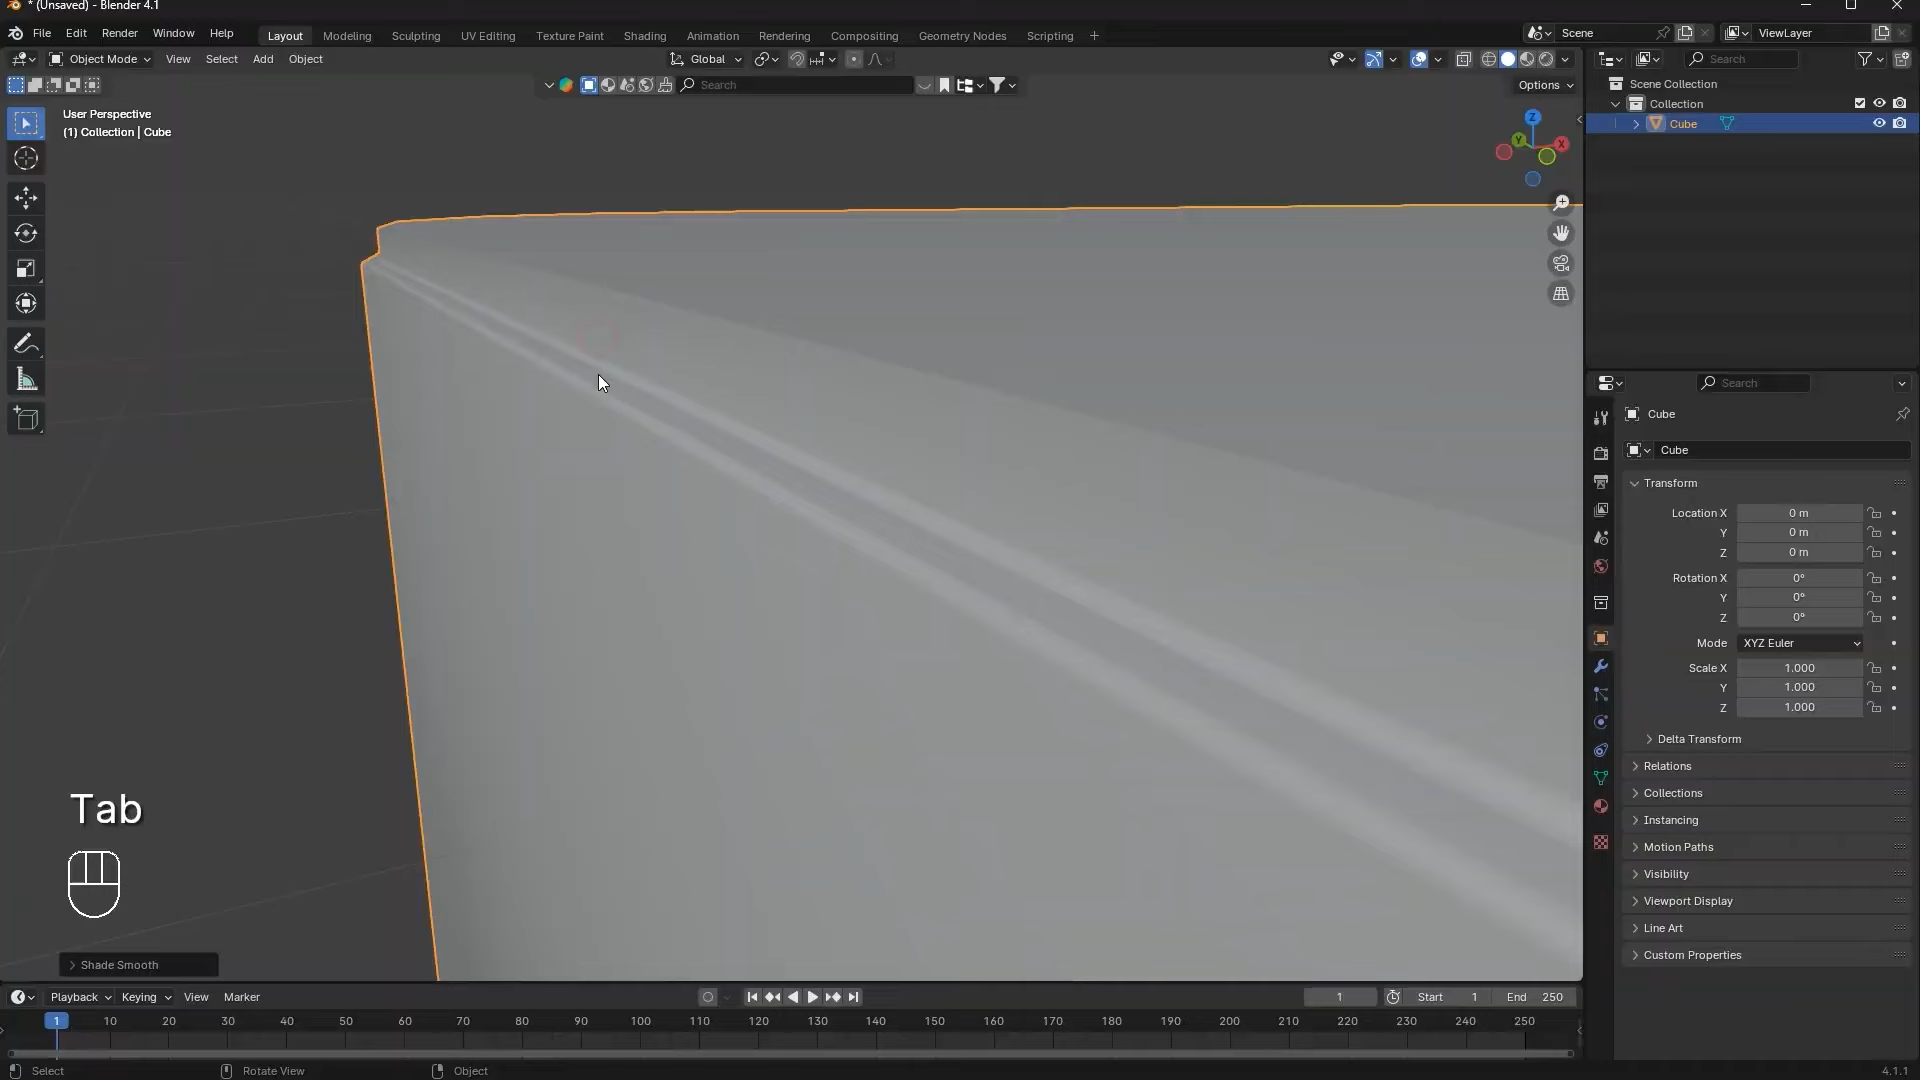 * (Unsaved) - Blender 4.1
File Edit Render Window Help Layout Modeling Sculpting UV Editing Texture Paint Shading Animation Rendering Compositing Geometry Nodes Scripting + Scene ViewLayer
Object Mode View Select Add Object Global Search
Search Options
User Perspective
(1) Collection | Cube
Z
Y X
Scene Collection
Collection
Cube
Search
Cube
Cube
Transform
Location X 0 m
Y 0 m
Z 0 m
Rotation X 0°
Y 0°
Z 0°
Mode XYZ Euler
Scale X 1.000
Y 1.000
Z 1.000
Delta Transform
Relations
Collections
Instancing
Motion Paths
Visibility
Viewport Display
Line Art
Custom Properties
Tab
Shade Smooth
Playback Keying View Marker 1 Start 1 End 250
1 10 20 30 40 50 60 70 80 90 100 110 120 130 140 150 160 170 180 190 200 210 220 230 240 250
Select Rotate View Object 4.1.1